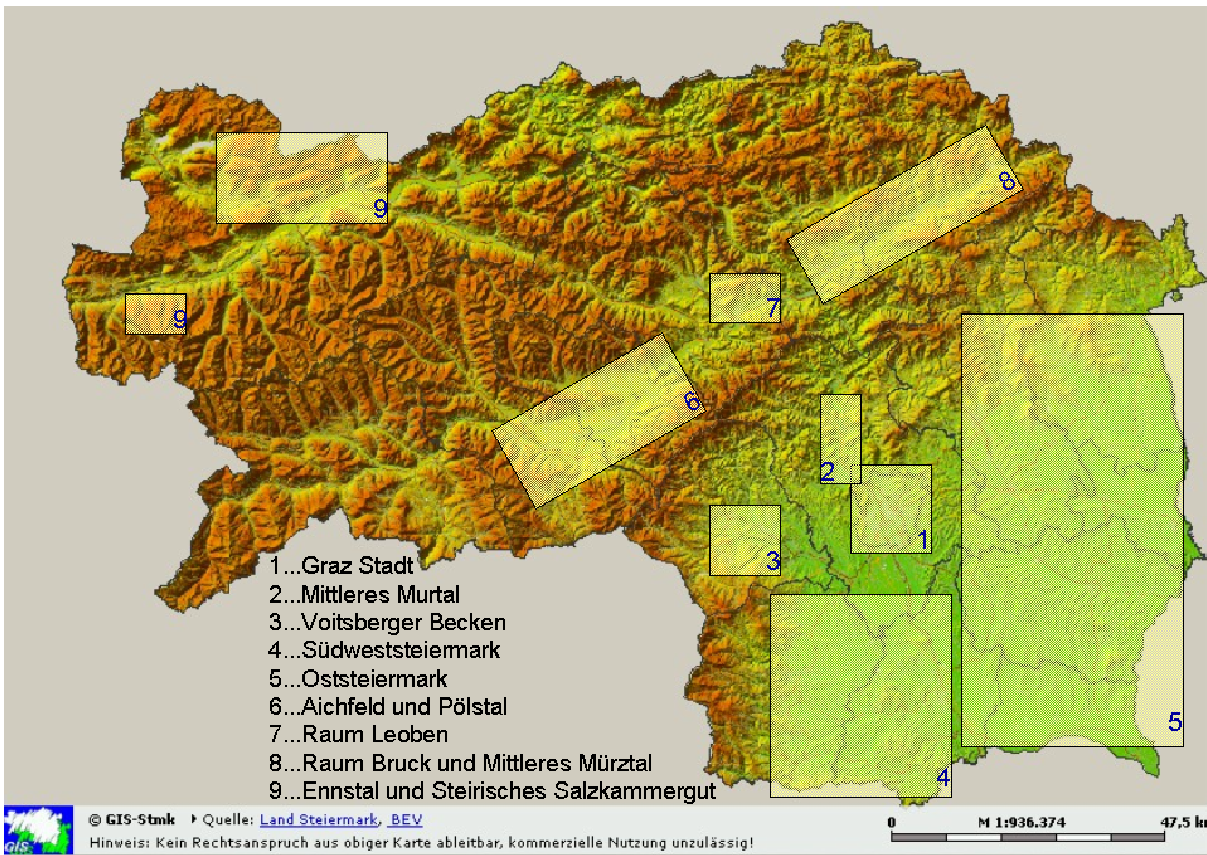 9
8
9
7
6
2
1
3
5
4
1...Graz Stadt
2...Mittleres Murtal
3...Voitsberger Becken
4...Südweststeiermark
5...Oststeiermark
6...Aichfeld und Pölstal
7...Raum Leoben
8...Raum Bruck und Mittleres Mürztal
9...Ennstal und Steirisches Salzkammergut
© GIS-Stmk Quelle: Land Steiermark, BEV
Hinweis: Kein Rechtsanspruch aus obiger Karte ableitbar, kommerzielle Nutzung unzulässig!
0 M 1:936.374 47,5 km
GIS